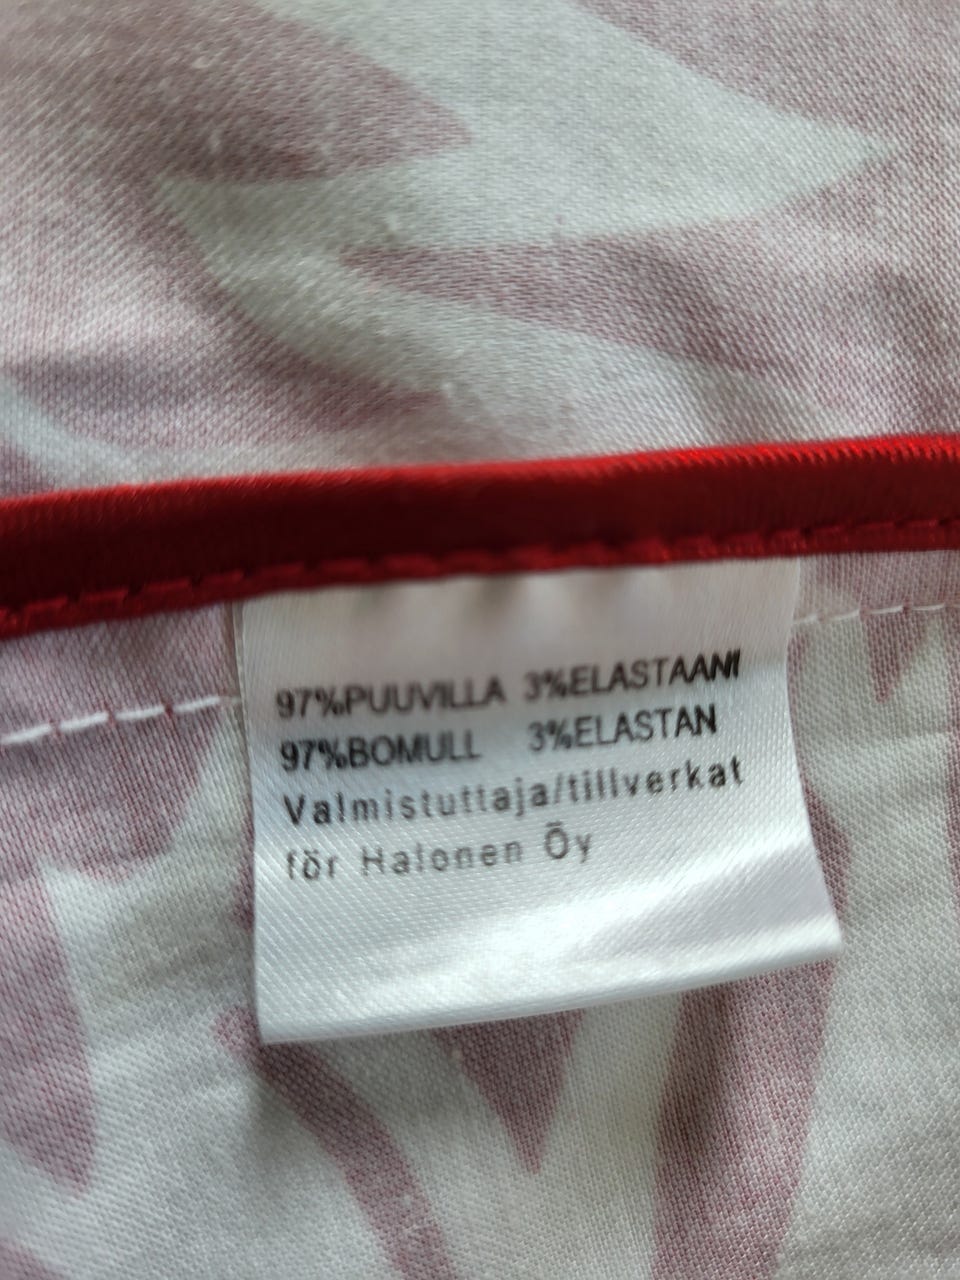 97%PUUVILLA 3%ELASTAANI
97%BOMULL 3%ELASTAN
Valmistuttaja/tillverkat
för Halonen Öy